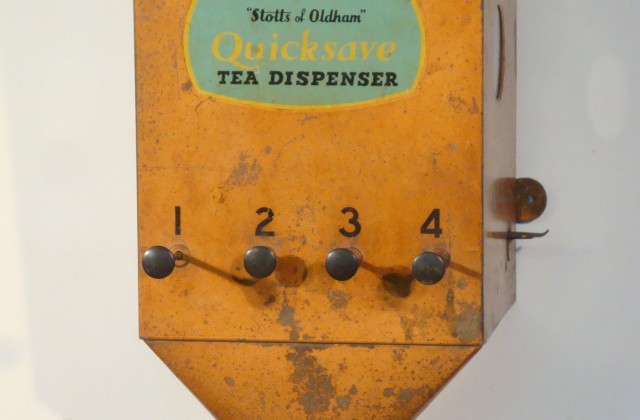 "Stotts of Oldham"
Quicksave
TEA DISPENSER
1 2 3 4